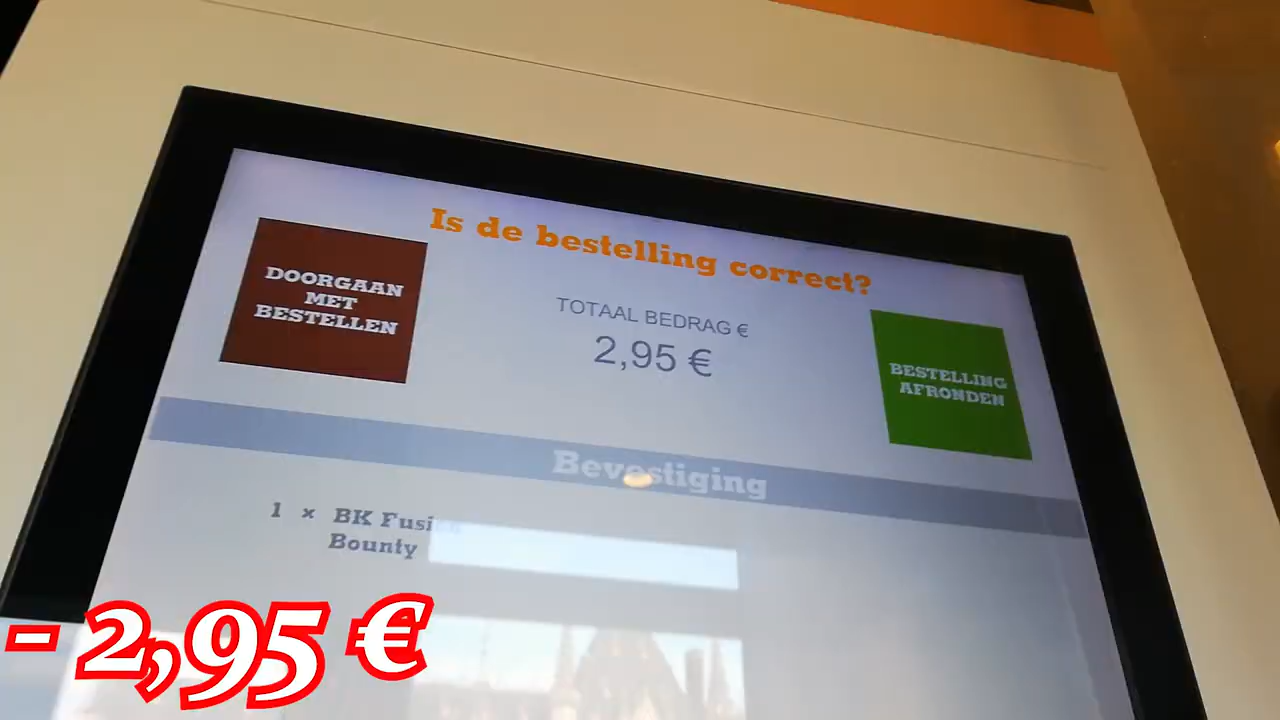 Is de bestelling correct?
DOORGAAN
MET
BESTELLEN
TOTAAL BEDRAG €
2,95 €
BESTELLING
AFRONDEN
Bevestiging
1 x BK Fusion
Bounty
- 2,95 €